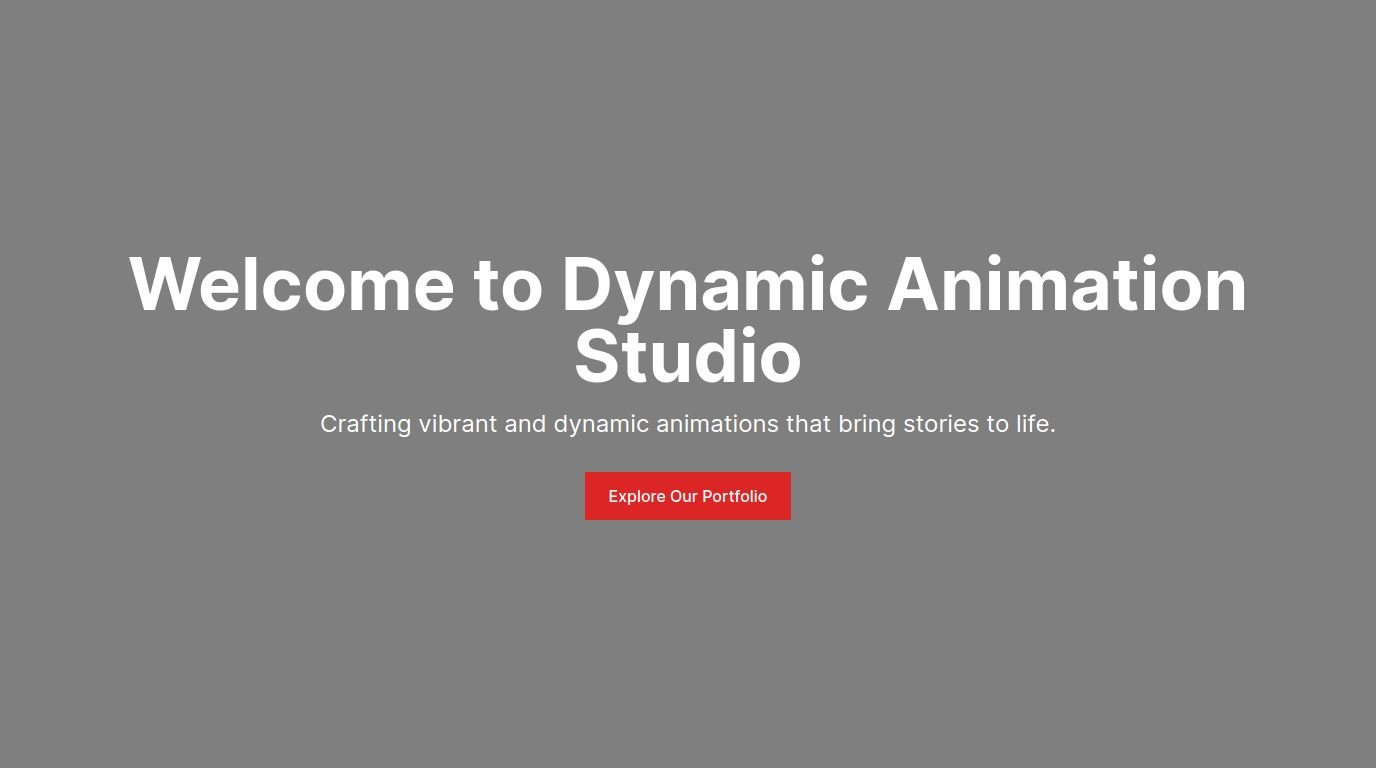 Welcome to Dynamic Animation
Studio
Crafting vibrant and dynamic animations that bring stories to life.
Explore Our Portfolio